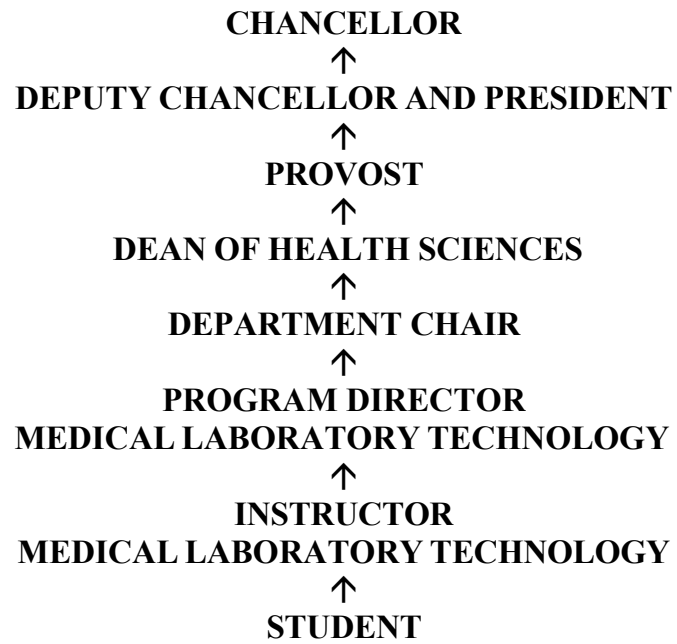 CHANCELLOR
↑
DEPUTY CHANCELLOR AND PRESIDENT
↑
PROVOST
↑
DEAN OF HEALTH SCIENCES
↑
DEPARTMENT CHAIR
↑
PROGRAM DIRECTOR
MEDICAL LABORATORY TECHNOLOGY
↑
INSTRUCTOR
MEDICAL LABORATORY TECHNOLOGY
↑
STUDENT